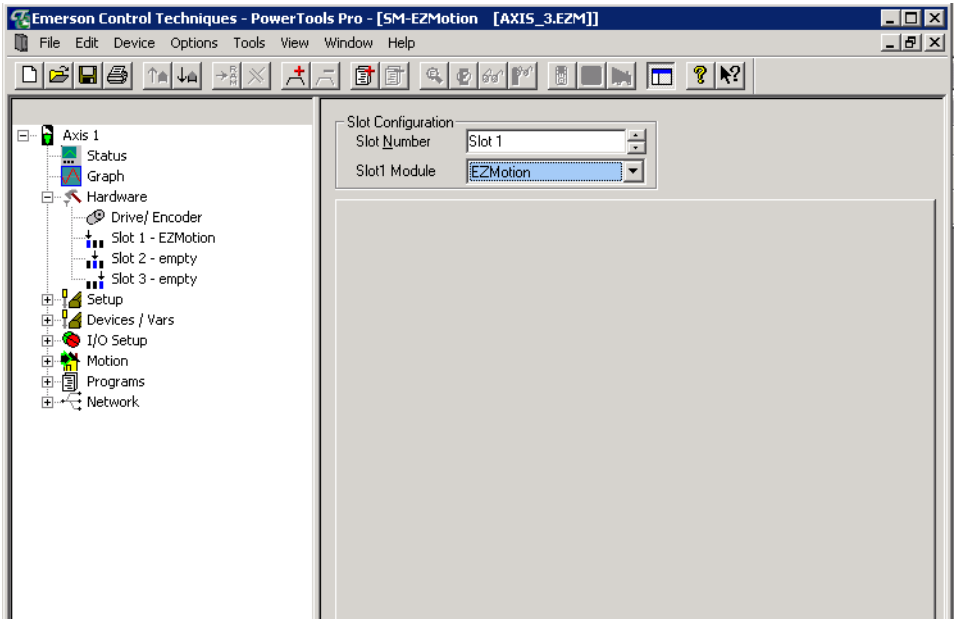 Emerson Control Techniques - PowerTools Pro - [SM-EZMotion [AXIS_3.EZM]]
File Edit Device Options Tools View Window Help
Slot Configuration
Slot Number Slot 1
Slot1 Module EZMotion
Axis 1
Status
Graph
Hardware
Drive/ Encoder
Slot 1 - EZMotion
Slot 2 - empty
Slot 3 - empty
Setup
Devices / Vars
I/O Setup
Motion
Programs
Network